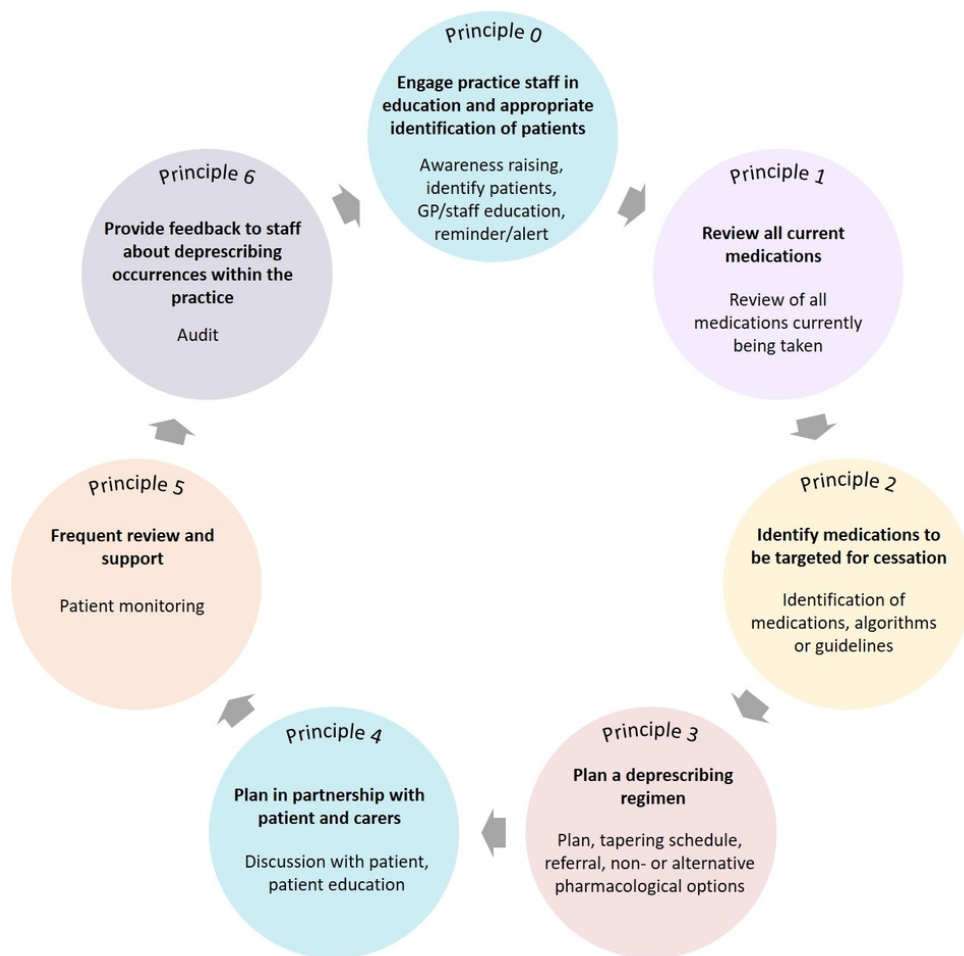 Principle 0
Engage practice staff in
education and appropriate
identification of patients
Awareness raising,
identify patients,
GP/staff education,
reminder/alert
Principle 1
Review all current
medications
Review of all
medications currently
being taken
Principle 2
Identify medications to
be targeted for cessation
Identification of
medications, algorithms
or guidelines
Principle 3
Plan a deprescribing
regimen
Plan, tapering schedule,
referral, non- or alternative
pharmacological options
Principle 4
Plan in partnership with
patient and carers
Discussion with patient,
patient education
Principle 5
Frequent review and
support
Patient monitoring
Principle 6
Provide feedback to staff
about deprescribing
occurrences within the
practice
Audit